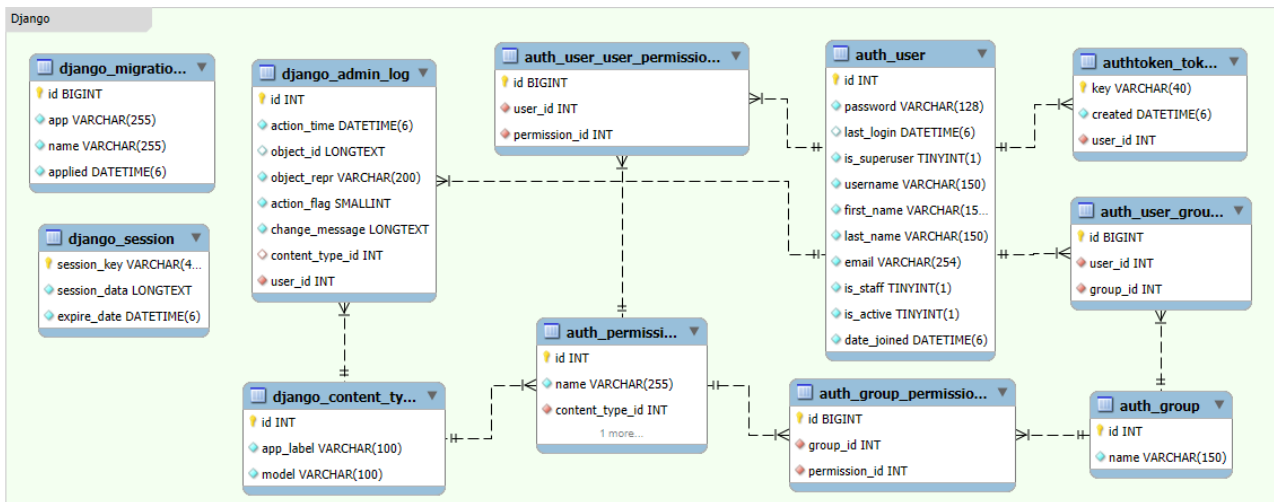 Django
django_migratio...
id BIGINT
app VARCHAR(255)
name VARCHAR(255)
applied DATETIME(6)
django_session
session_key VARCHAR(4...
session_data LONGTEXT
expire_date DATETIME(6)
django_admin_log
id INT
action_time DATETIME(6)
object_id LONGTEXT
object_repr VARCHAR(200)
action_flag SMALLINT
change_message LONGTEXT
content_type_id INT
user_id INT
django_content_ty...
id INT
app_label VARCHAR(100)
model VARCHAR(100)
auth_user_user_permissio...
id BIGINT
user_id INT
permission_id INT
auth_permissi...
id INT
name VARCHAR(255)
content_type_id INT
1 more...
auth_user
id INT
password VARCHAR(128)
last_login DATETIME(6)
is_superuser TINYINT(1)
username VARCHAR(150)
first_name VARCHAR(15...
last_name VARCHAR(150)
email VARCHAR(254)
is_staff TINYINT(1)
is_active TINYINT(1)
date_joined DATETIME(6)
auth_group_permissio...
id BIGINT
group_id INT
permission_id INT
authtoken_tok...
key VARCHAR(40)
created DATETIME(6)
user_id INT
auth_user_grou...
id BIGINT
user_id INT
group_id INT
auth_group
id INT
name VARCHAR(150)